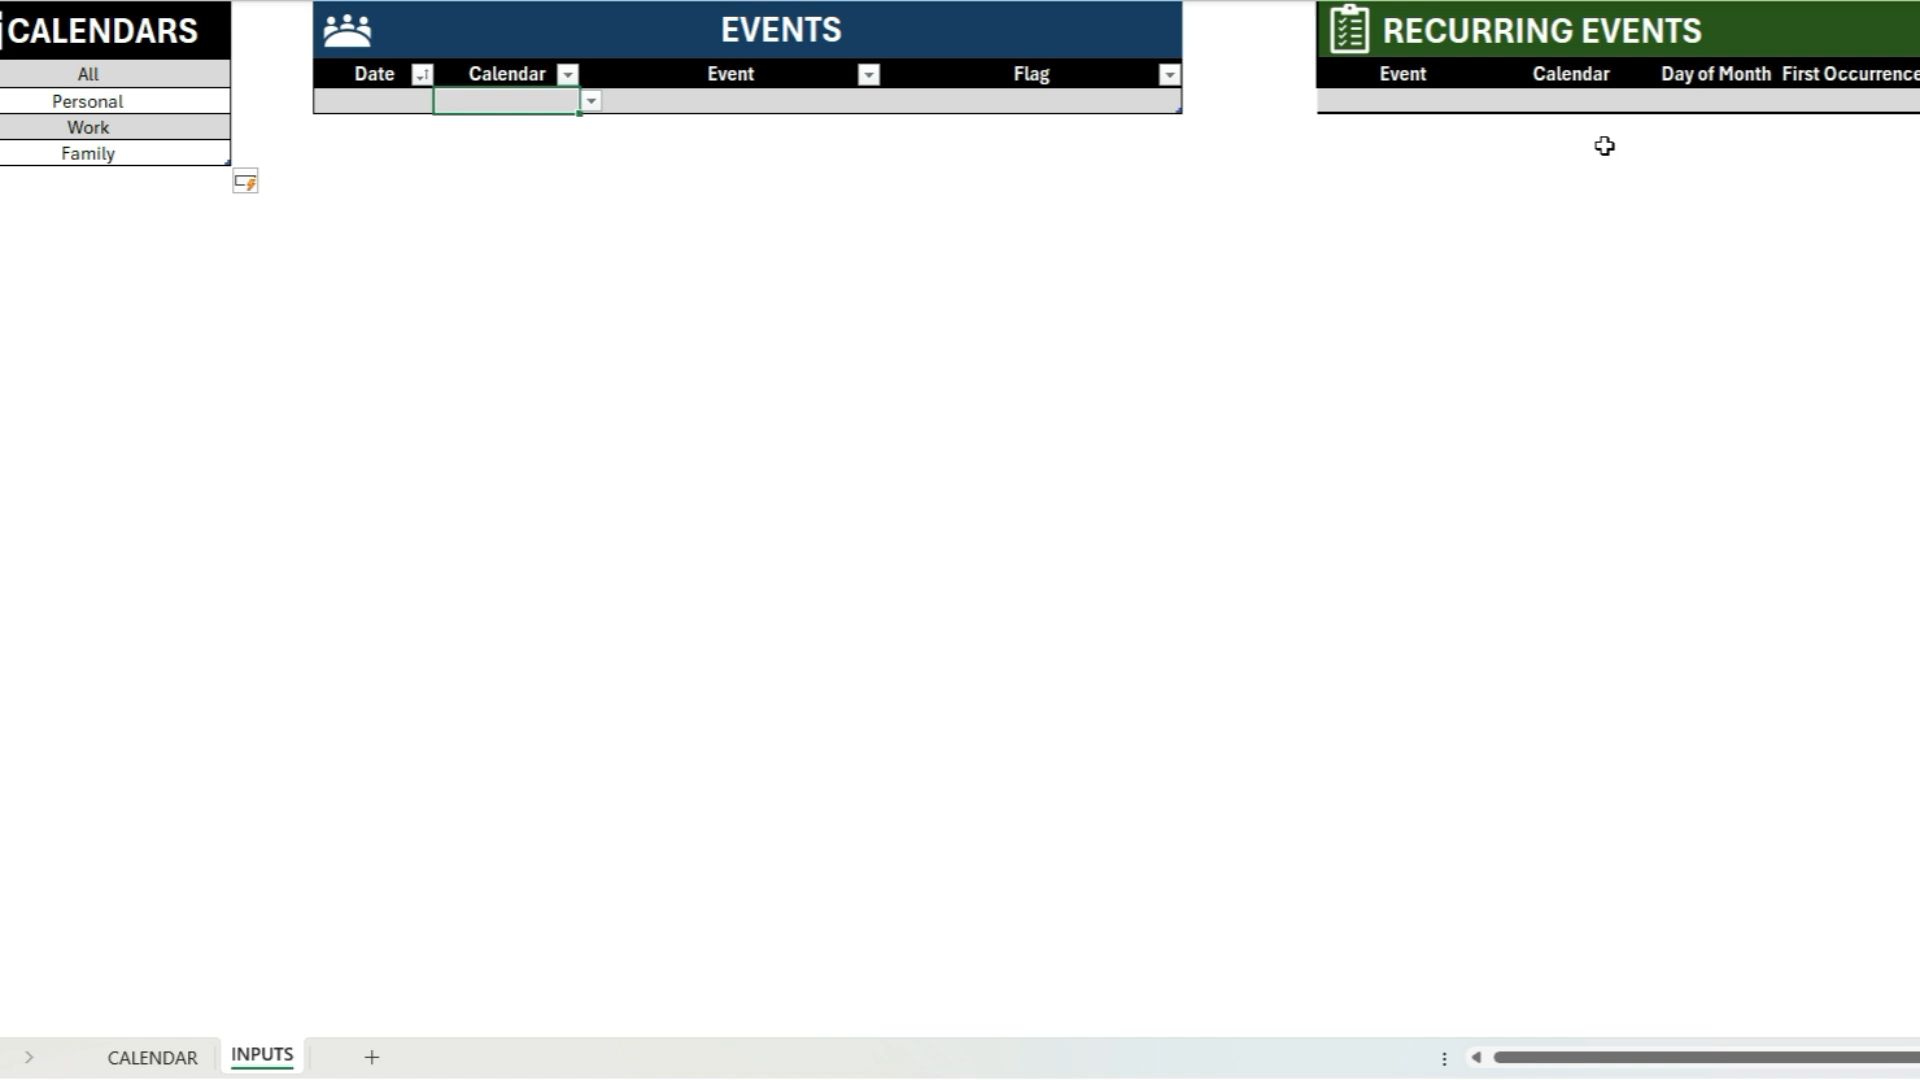 CALENDARS
All
Personal
Work
Family
EVENTS
Date Calendar Event Flag
RECURRING EVENTS
Event Calendar Day of Month First Occurrence
CALENDAR INPUTS